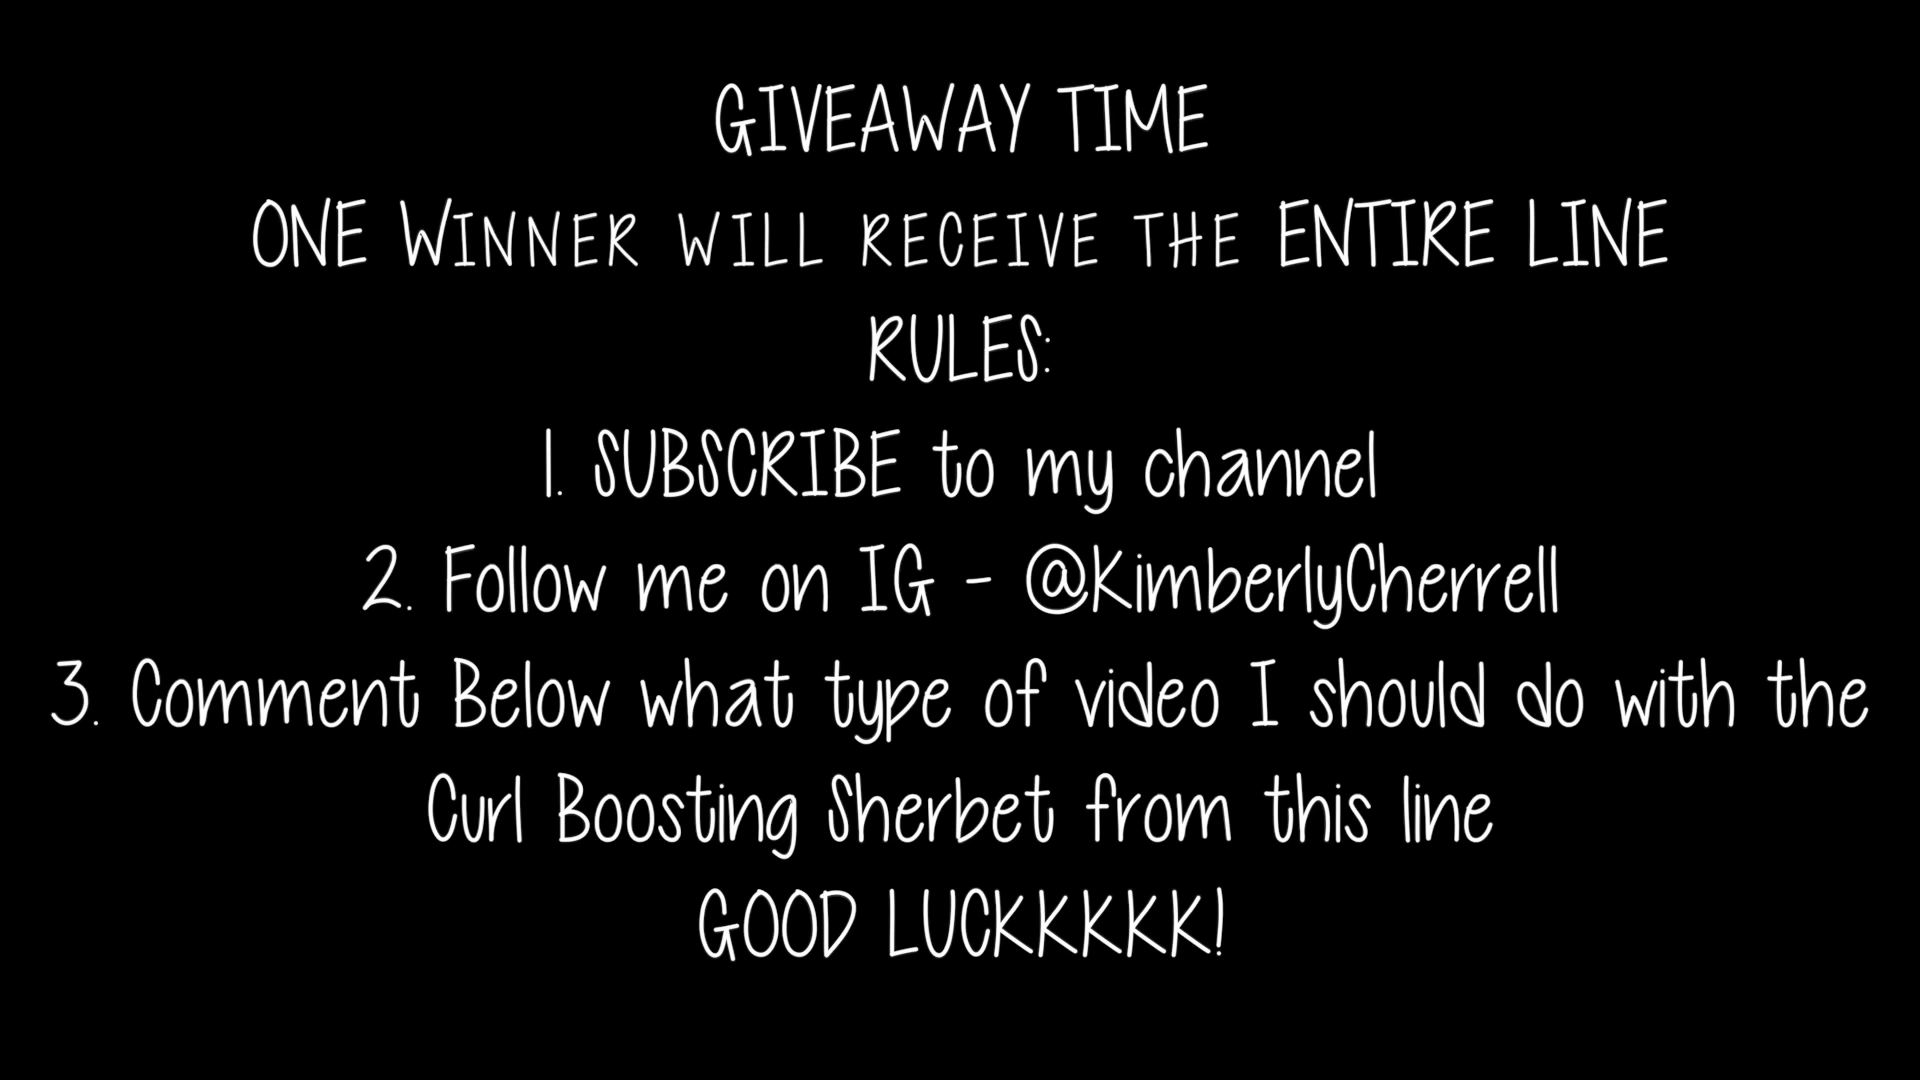 GIVEAWAY TIME
ONE WINNER WILL RECEIVE THE ENTIRE LINE
RULES:
1. SUBSCRIBE to my channel
2. Follow me on IG - @KimberlyCherrell
3. Comment Below what type of video I should do with the
Curl Boosting Sherbet from this line
GOOD LUCKKKKK!